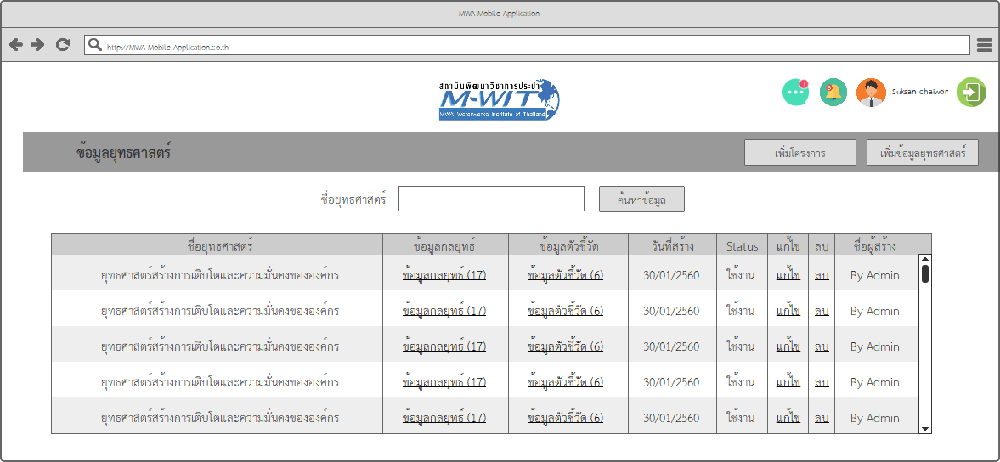 MWA Mobile Application
http://MWA Mobile Application.co.th
สถาบันพัฒนาวิชาการประปา
M-WIT
MWA Waterworks Institute of Thailand
1
3
Suksan chaiwon
ข้อมูลยุทธศาสตร์
เพิ่มโครงการ
เพิ่มข้อมูลยุทธศาสตร์
ชื่อยุทธศาสตร์
ค้นหาข้อมูล
ชื่อยุทธศาสตร์ ข้อมูลกลยุทธ์ ข้อมูลตัวชี้วัด วันที่สร้าง Status แก้ไข ลบ ชื่อผู้สร้าง
ยุทธศาสตร์สร้างการเติบโตและความมั่นคงขององค์กร ข้อมูลกลยุทธ์ (17) ข้อมูลตัวชี้วัด (6) 30/01/2560 ใช้งาน แก้ไข ลบ By Admin
ยุทธศาสตร์สร้างการเติบโตและความมั่นคงขององค์กร ข้อมูลกลยุทธ์ (17) ข้อมูลตัวชี้วัด (6) 30/01/2560 ใช้งาน แก้ไข ลบ By Admin
ยุทธศาสตร์สร้างการเติบโตและความมั่นคงขององค์กร ข้อมูลกลยุทธ์ (17) ข้อมูลตัวชี้วัด (6) 30/01/2560 ใช้งาน แก้ไข ลบ By Admin
ยุทธศาสตร์สร้างการเติบโตและความมั่นคงขององค์กร ข้อมูลกลยุทธ์ (17) ข้อมูลตัวชี้วัด (6) 30/01/2560 ใช้งาน แก้ไข ลบ By Admin
ยุทธศาสตร์สร้างการเติบโตและความมั่นคงขององค์กร ข้อมูลกลยุทธ์ (17) ข้อมูลตัวชี้วัด (6) 30/01/2560 ใช้งาน แก้ไข ลบ By Admin